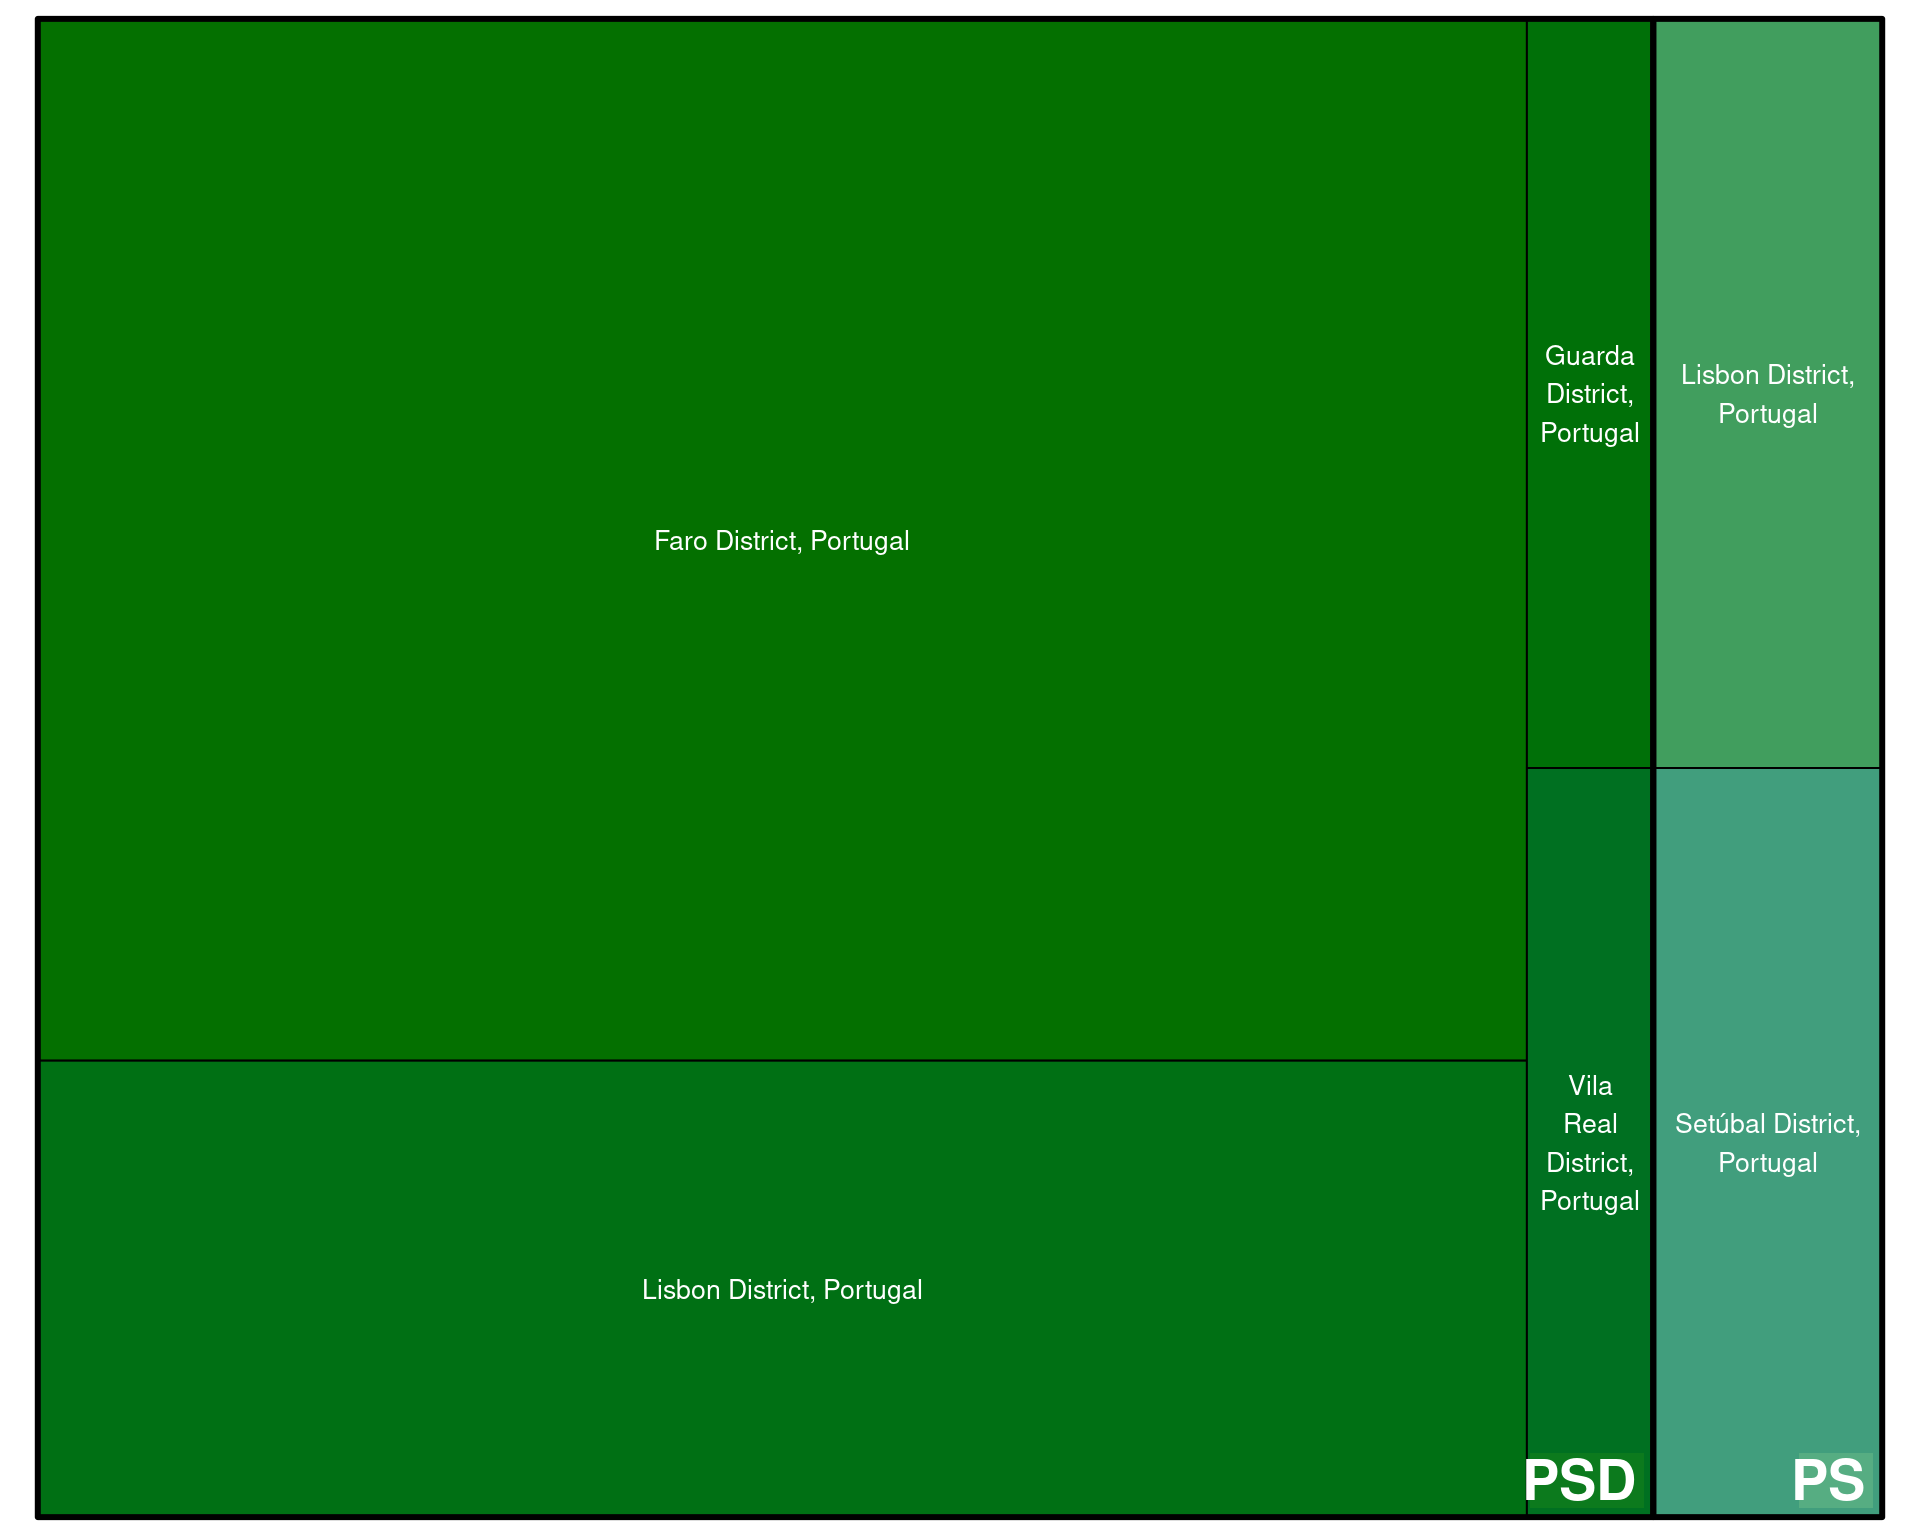 Faro District, Portugal
Lisbon District, Portugal
Guarda
District,
Portugal
Vila
Real
District,
Portugal
PSD
Lisbon District,
Portugal
Setúbal District,
Portugal
PS